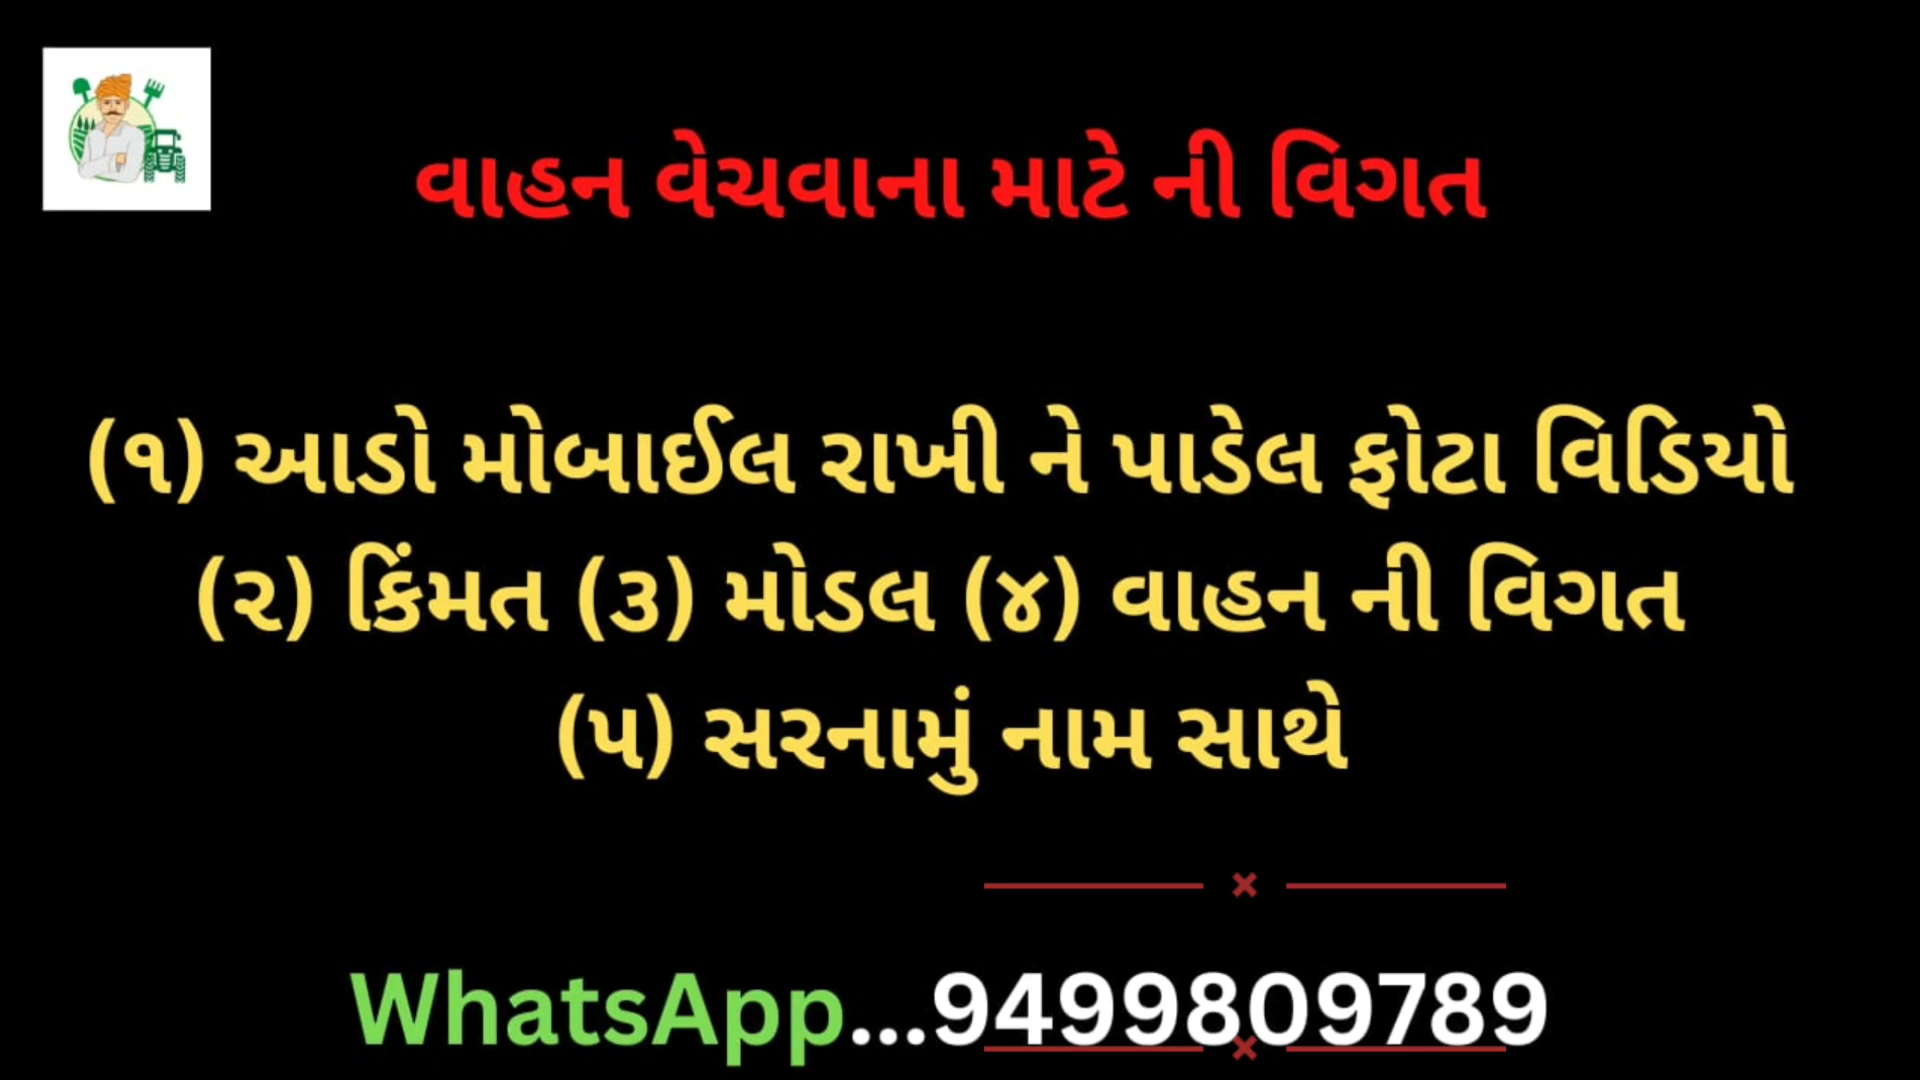 વાહન વેચવાના માટે ની વિગત
(૧) આડો મોબાઈલ રાખી ને પાડેલ ફોટા વિડિયો
(૨) કિંમત (૩) મોડલ (૪) વાહન ની વિગત
(૫) સરનામું નામ સાથે
WhatsApp...9499809789